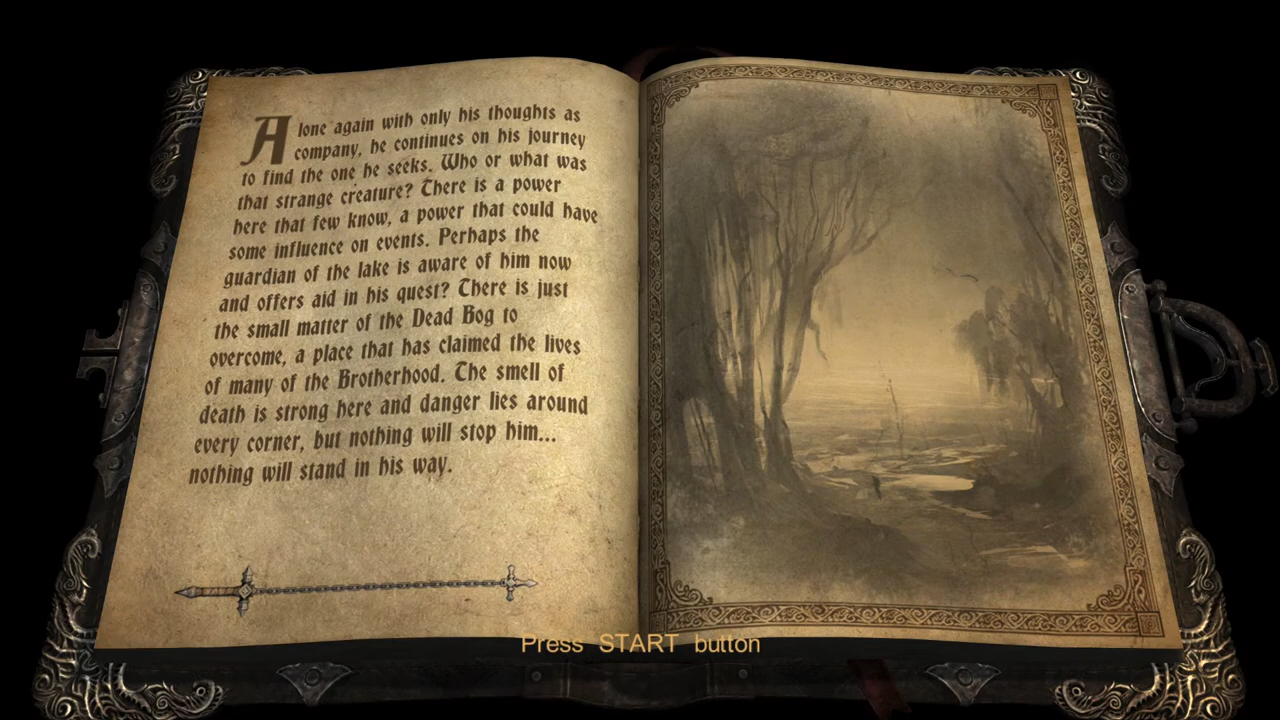 Alone again with only his thoughts as
company, he continues on his journey
to find the one he seeks. Who or what was
that strange creature? There is a power
here that few know, a power that could have
some influence on events. Perhaps the
guardian of the lake is aware of him now
and offers aid in his quest? There is just
the small matter of the Dead Bog to
overcome, a place that has claimed the lives
of many of the Brotherhood. The smell of
death is strong here and danger lies around
every corner, but nothing will stop him...
nothing will stand in his way.
Press START button